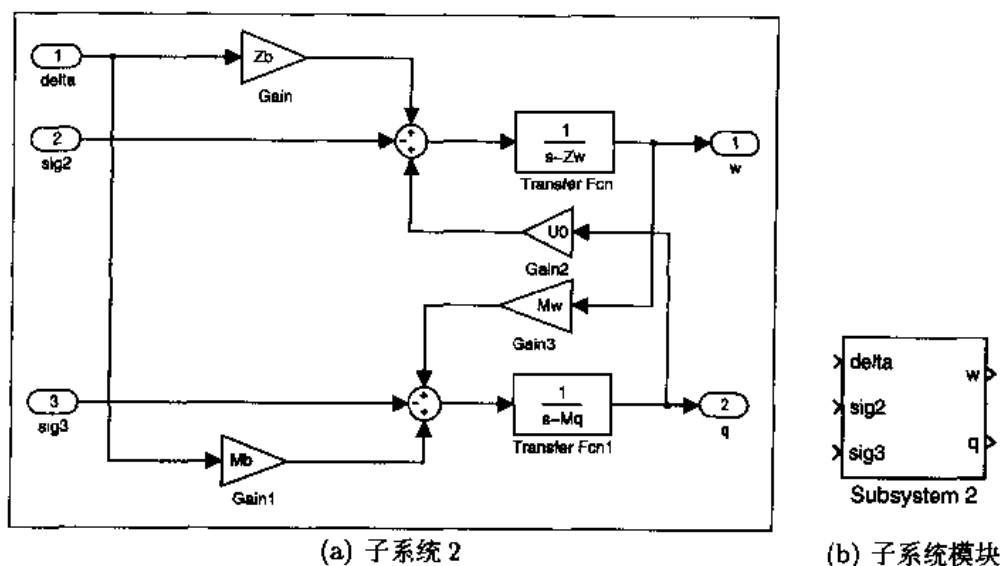 1
delta
Zb
Gain
2
sig2
- + +
1
s-Zw
Transfer Fcn
1
w
U0
Gain2
Mw
Gain3
3
sig3
- + +
1
s-Mq
Transfer Fcn1
2
q
Mb
Gain1
(a) 子系统 2
delta
sig2
sig3
w
q
Subsystem 2
(b) 子系统模块